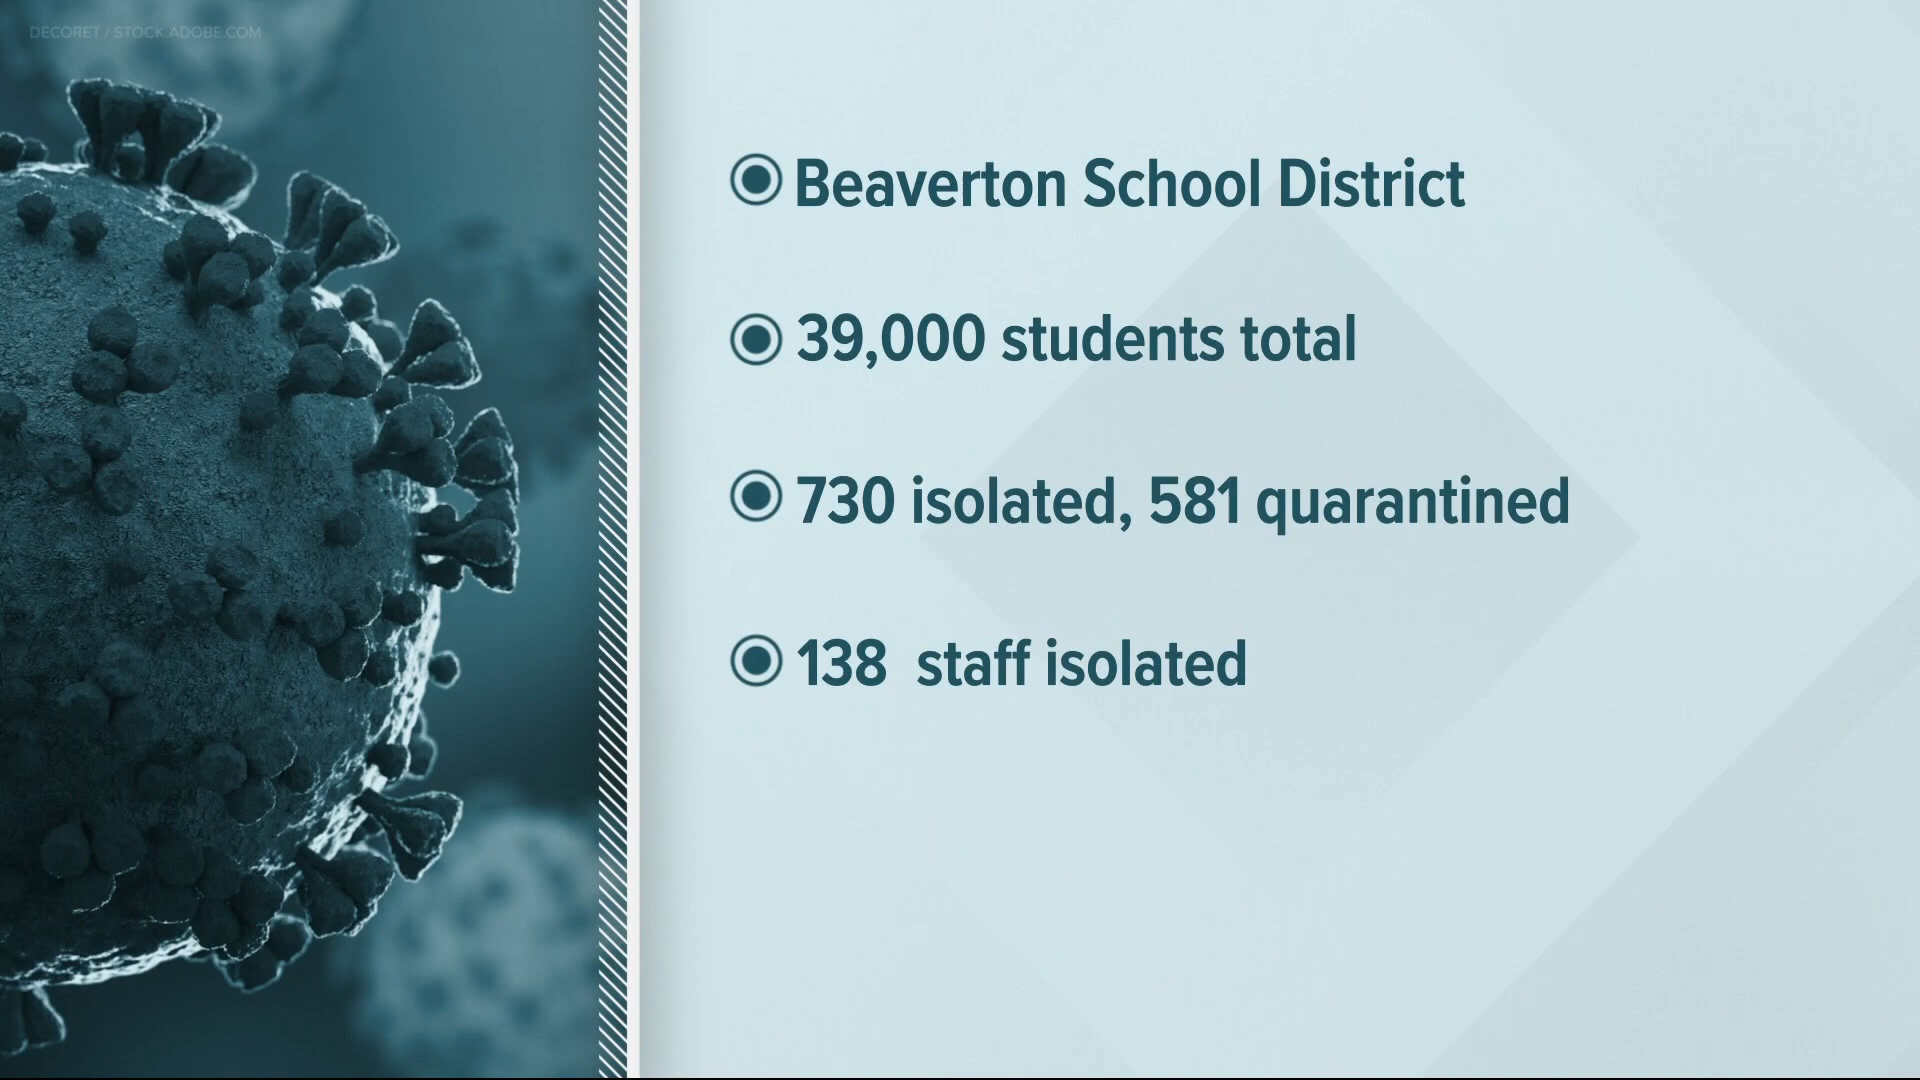 DECORET / STOCK.ADOBE.COM
Beaverton School District
39,000 students total
730 isolated, 581 quarantined
138 staff isolated